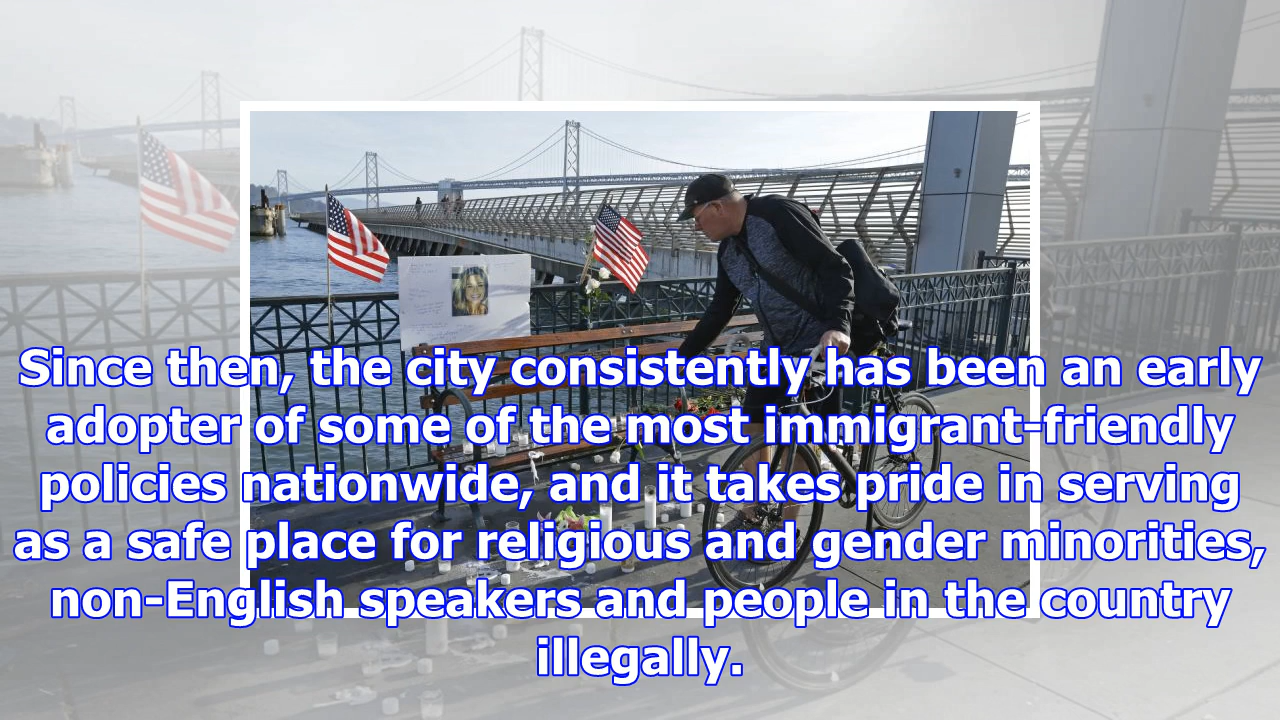 Since then, the city consistently has been an early
adopter of some of the most immigrant-friendly
policies nationwide, and it takes pride in serving
as a safe place for religious and gender minorities,
non-English speakers and people in the country
illegally.